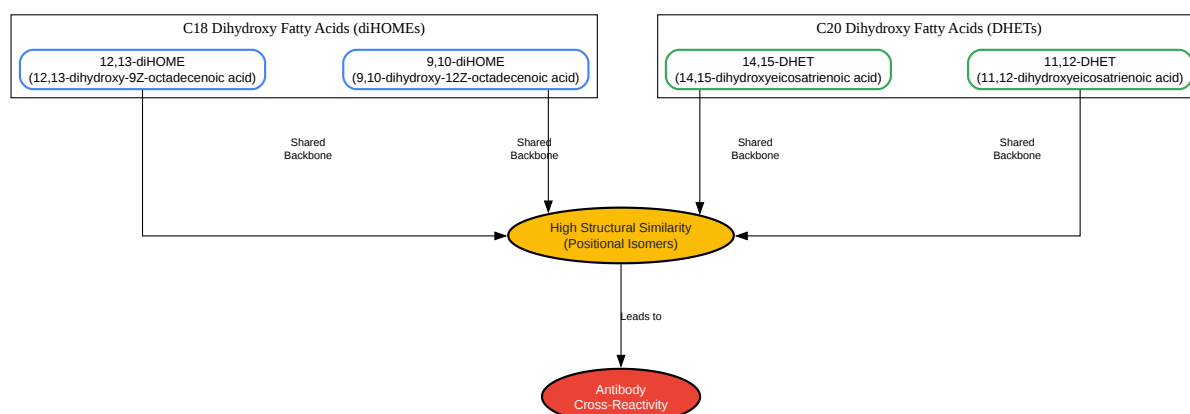 C18 Dihydroxy Fatty Acids (diHOMEs)
12,13-diHOME
(12,13-dihydroxy-9Z-octadecenoic acid)
9,10-diHOME
(9,10-dihydroxy-12Z-octadecenoic acid)
C20 Dihydroxy Fatty Acids (DHETs)
14,15-DHET
(14,15-dihydroxyeicosatrienoic acid)
11,12-DHET
(11,12-dihydroxyeicosatrienoic acid)
Shared
Backbone
Shared
Backbone
Shared
Backbone
Shared
Backbone
High Structural Similarity
(Positional Isomers)
Leads to
Antibody
Cross-Reactivity